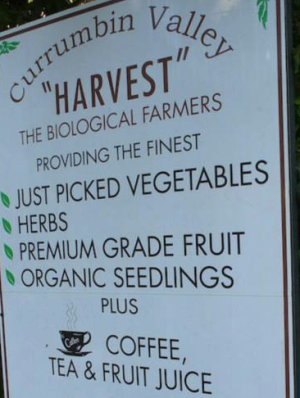 Currumbin Valley
"HARVEST"
THE BIOLOGICAL FARMERS
PROVIDING THE FINEST
JUST PICKED VEGETABLES
HERBS
PREMIUM GRADE FRUIT
ORGANIC SEEDLINGS
PLUS
Coffee
COFFEE,
TEA & FRUIT JUICE